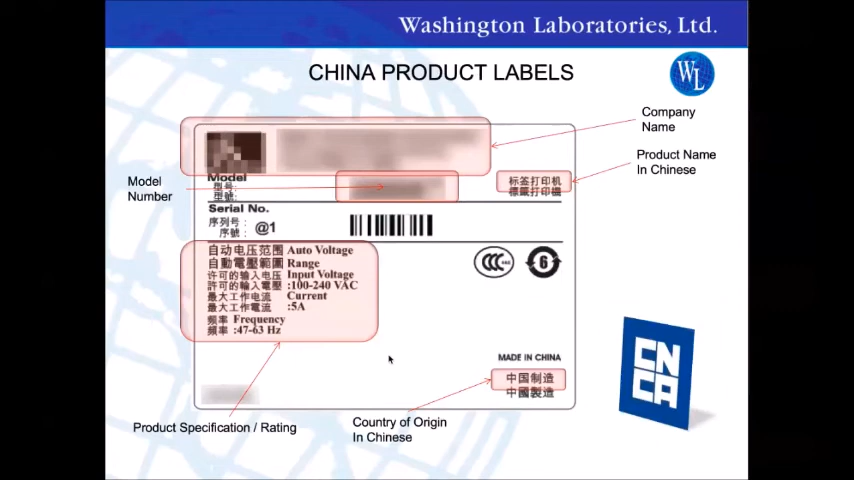 Washington Laboratories, Ltd.
CHINA PRODUCT LABELS
WL
Company
Name
Product Name
In Chinese
Model
Number
Model
型号:
型號:
标签打印机
標籤打印機
Serial No.
序列号:
序號:
@1
自动电压范围 Auto Voltage
自動電壓範圍 Range
许可的输入电压 Input Voltage
許可的輸入電壓 :100-240 VAC
最大工作电流 Current
最大工作電流 :5A
频率 Frequency
頻率 :47-63 Hz
CCC
6
MADE IN CHINA
中国制造
中國製造
CNCA
Product Specification / Rating
Country of Origin
In Chinese